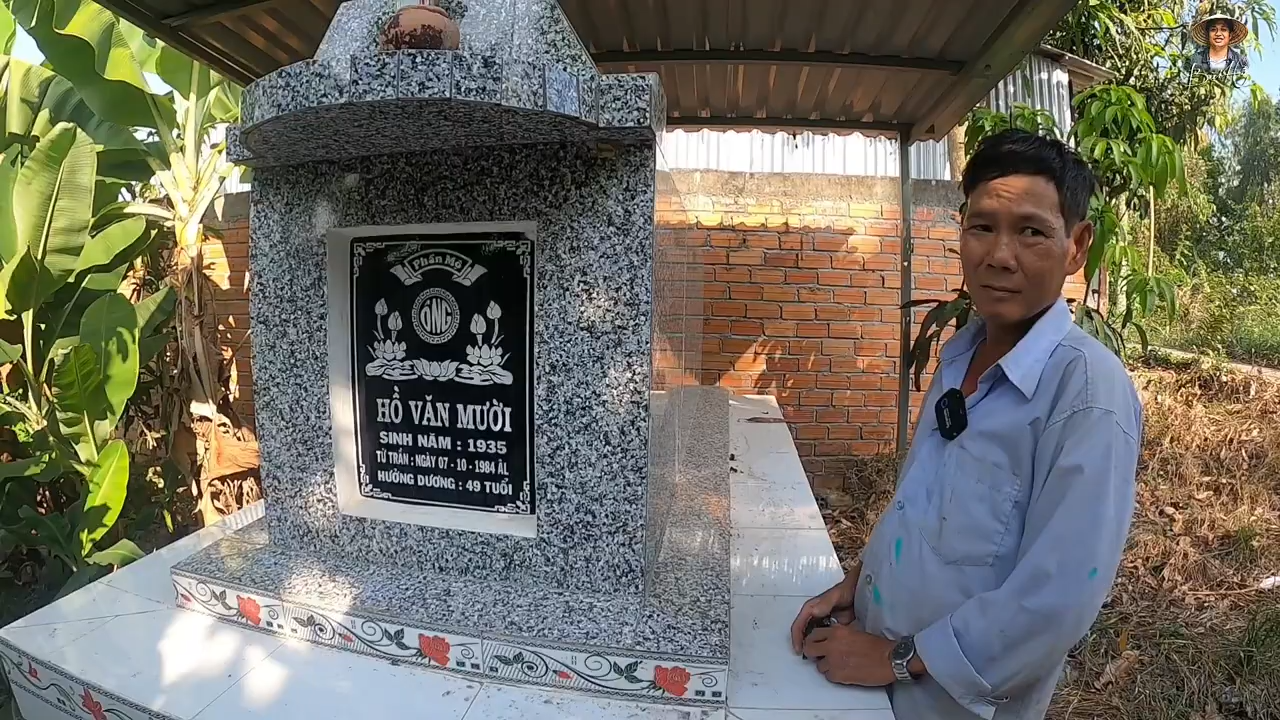 Phần Mộ
ÔNG
HỒ VĂN MƯỜI
SINH NĂM : 1935
TỪ TRẦN : NGÀY 07 - 10 - 1984 ÂL
HƯỞNG DƯƠNG : 49 TUỔI